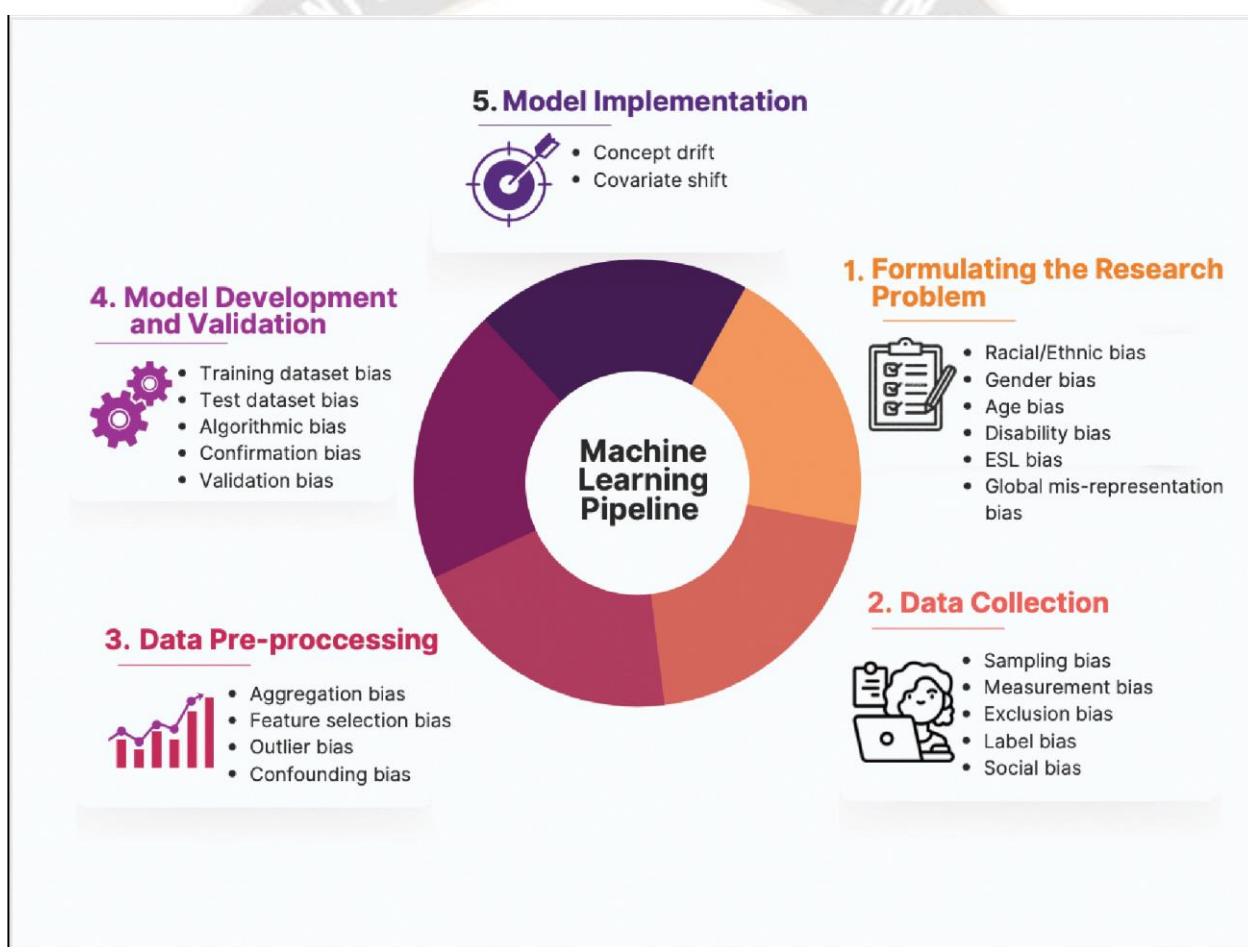 5. Model Implementation
• Concept drift
• Covariate shift
1. Formulating the Research
Problem
• Racial/Ethnic bias
• Gender bias
• Age bias
• Disability bias
• ESL bias
• Global mis-representation
bias
2. Data Collection
• Sampling bias
• Measurement bias
• Exclusion bias
• Label bias
• Social bias
3. Data Pre-proccessing
• Aggregation bias
• Feature selection bias
• Outlier bias
• Confounding bias
4. Model Development
and Validation
• Training dataset bias
• Test dataset bias
• Algorithmic bias
• Confirmation bias
• Validation bias
Machine
Learning
Pipeline